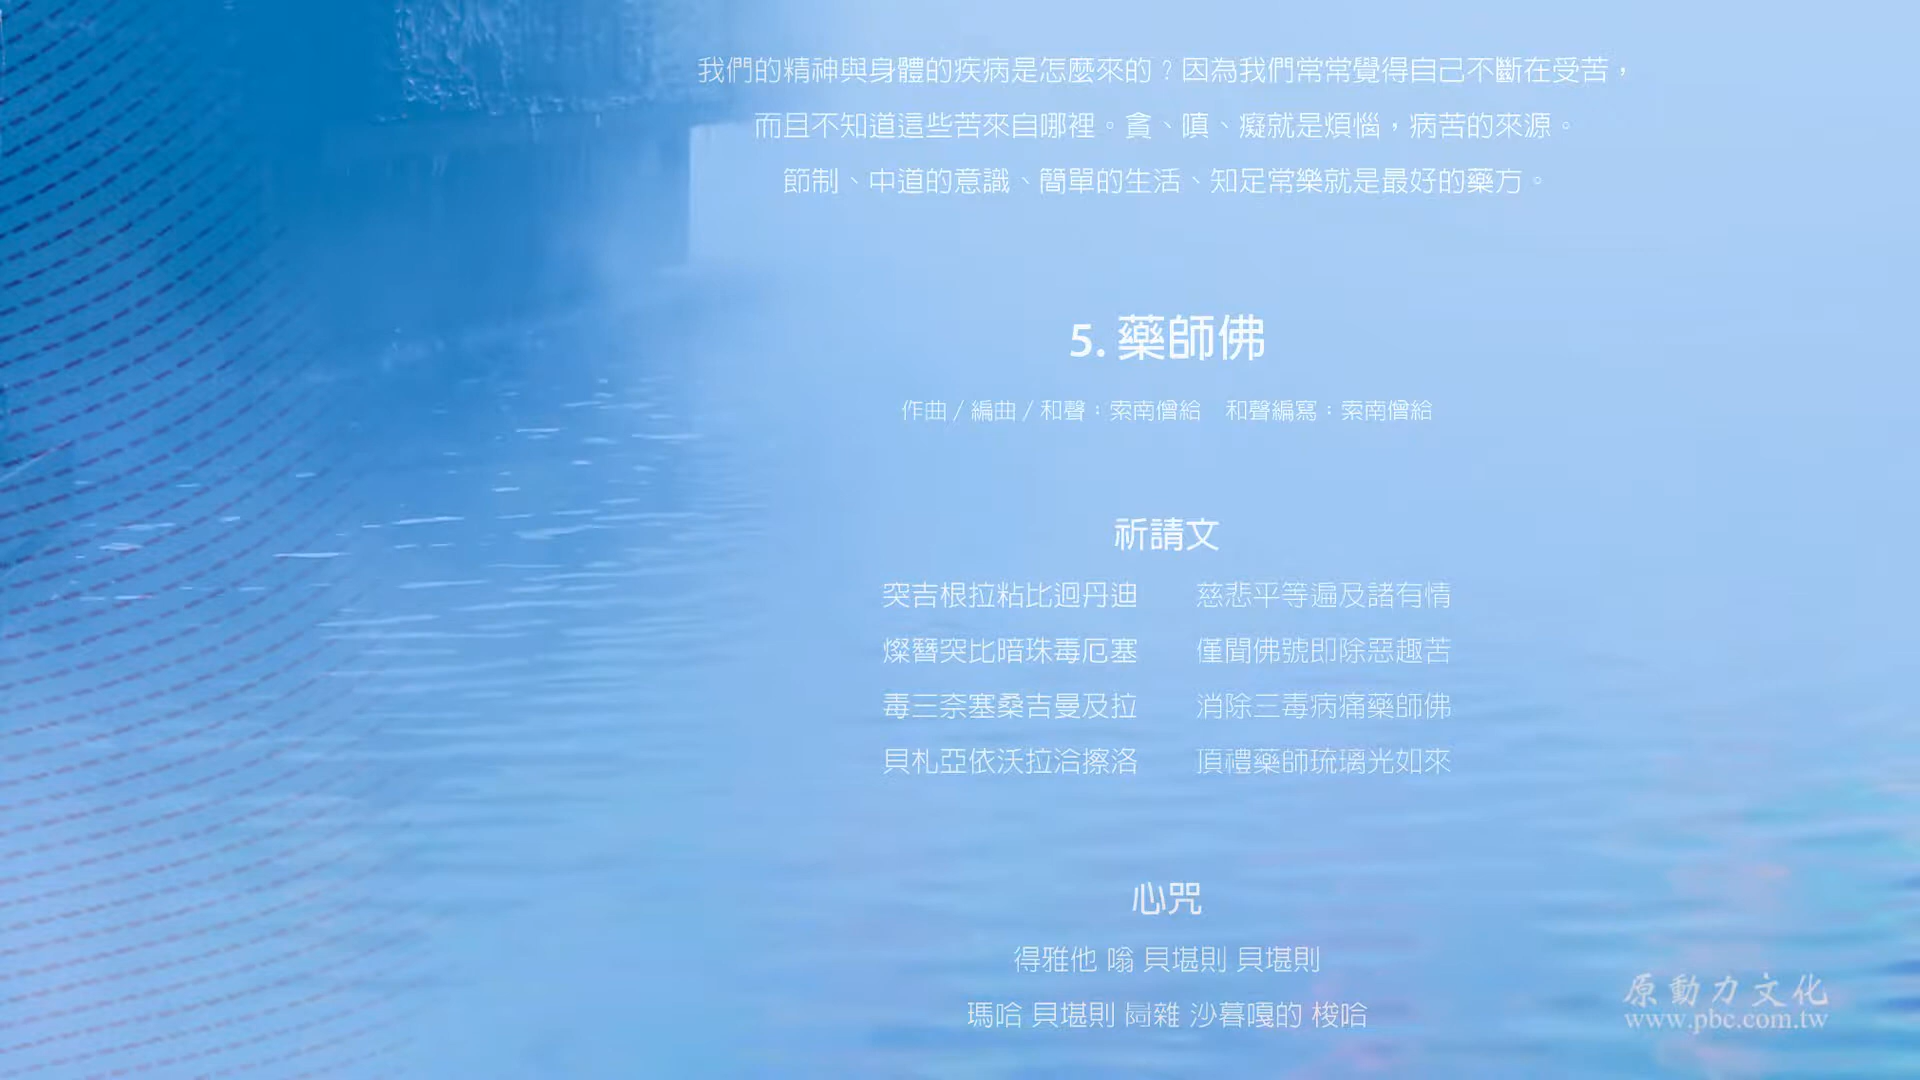 我們的精神與身體的疾病是怎麼來的？因為我們常常覺得自己不斷在受苦，
而且不知道這些苦來自哪裡。貪、嗔、癡就是煩惱，病苦的來源。
節制、中道的意識、簡單的生活、知足常樂就是最好的藥方。
5. 藥師佛
作曲 / 編曲 / 和聲：索南僧給　和聲編寫：索南僧給
祈請文
突吉根拉粘比迴丹迪　慈悲平等遍及諸有情
燦簪突比暗珠毒厄塞　僅聞佛號即除惡趣苦
毒三奈塞桑吉曼及拉　消除三毒病痛藥師佛
貝札亞依沃拉洽擦洛　頂禮藥師琉璃光如來
心咒
得雅他 嗡 貝堪則 貝堪則
瑪哈 貝堪則 喇雜 沙暮嘎的 梭哈
原動力文化
www.pbc.com.tw